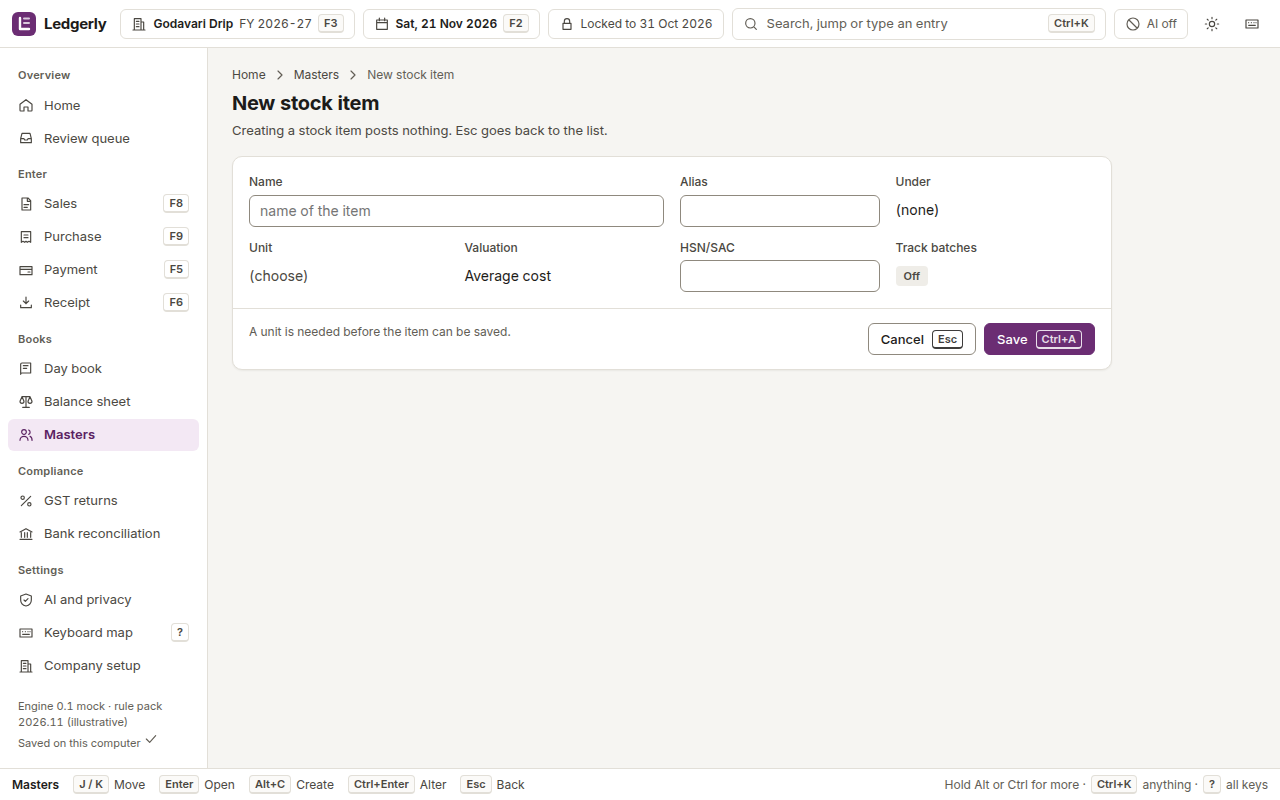 Ledgerly
Godavari Drip FY 2026-27 F3
Sat, 21 Nov 2026 F2
Locked to 31 Oct 2026
Search, jump or type an entry Ctrl+K
AI off
Overview
Home
Review queue
Enter
Sales F8
Purchase F9
Payment F5
Receipt F6
Books
Day book
Balance sheet
Masters
Compliance
GST returns
Bank reconciliation
Settings
AI and privacy
Keyboard map ?
Company setup
Engine 0.1 mock · rule pack
2026.11 (illustrative)
Saved on this computer
Home > Masters > New stock item
New stock item
Creating a stock item posts nothing. Esc goes back to the list.
Name Alias Under
name of the item (none)
Unit Valuation HSN/SAC Track batches
(choose) Average cost Off
A unit is needed before the item can be saved.
Cancel Esc Save Ctrl+A
Masters J / K Move Enter Open Alt+C Create Ctrl+Enter Alter Esc Back
Hold Alt or Ctrl for more · Ctrl+K anything · ? all keys